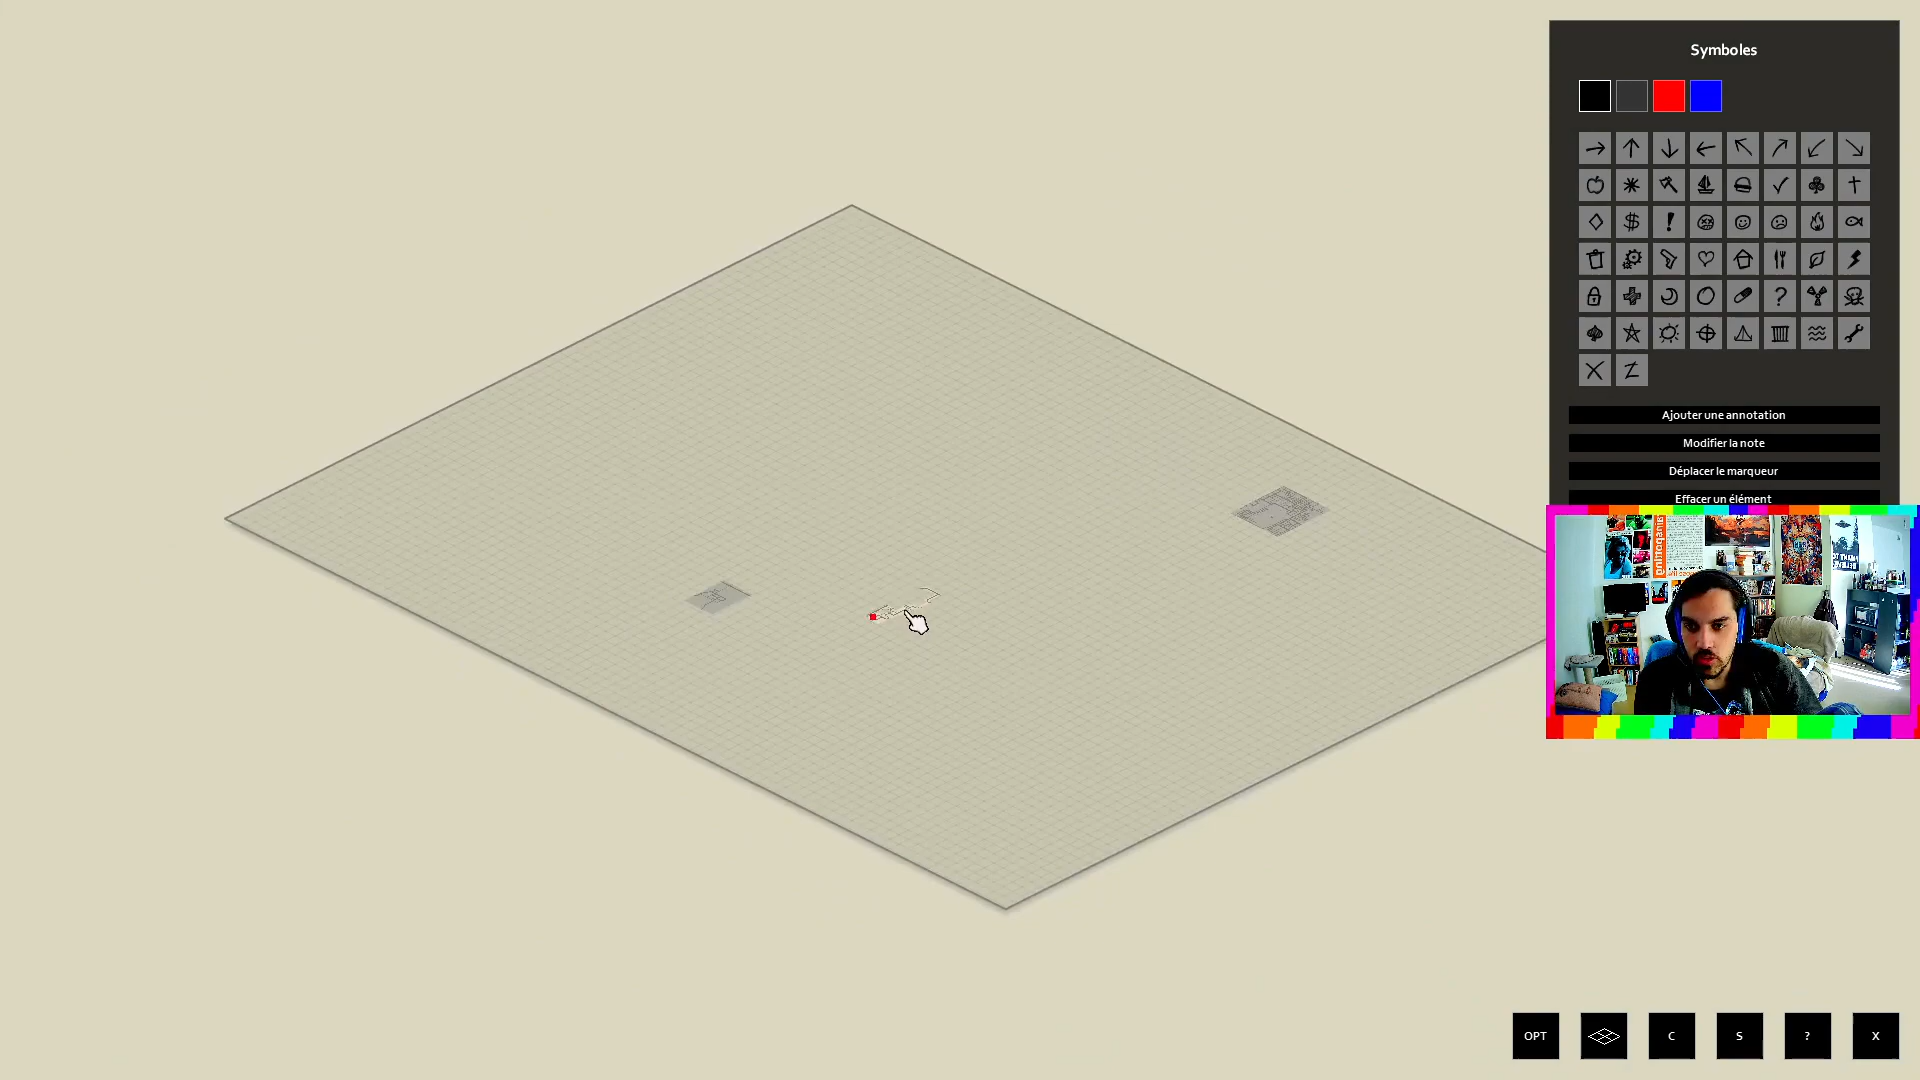 Symboles
Ajouter une annotation
Modifier la note
Déplacer le marqueur
Effacer un élément
OPT
C
S
?
X